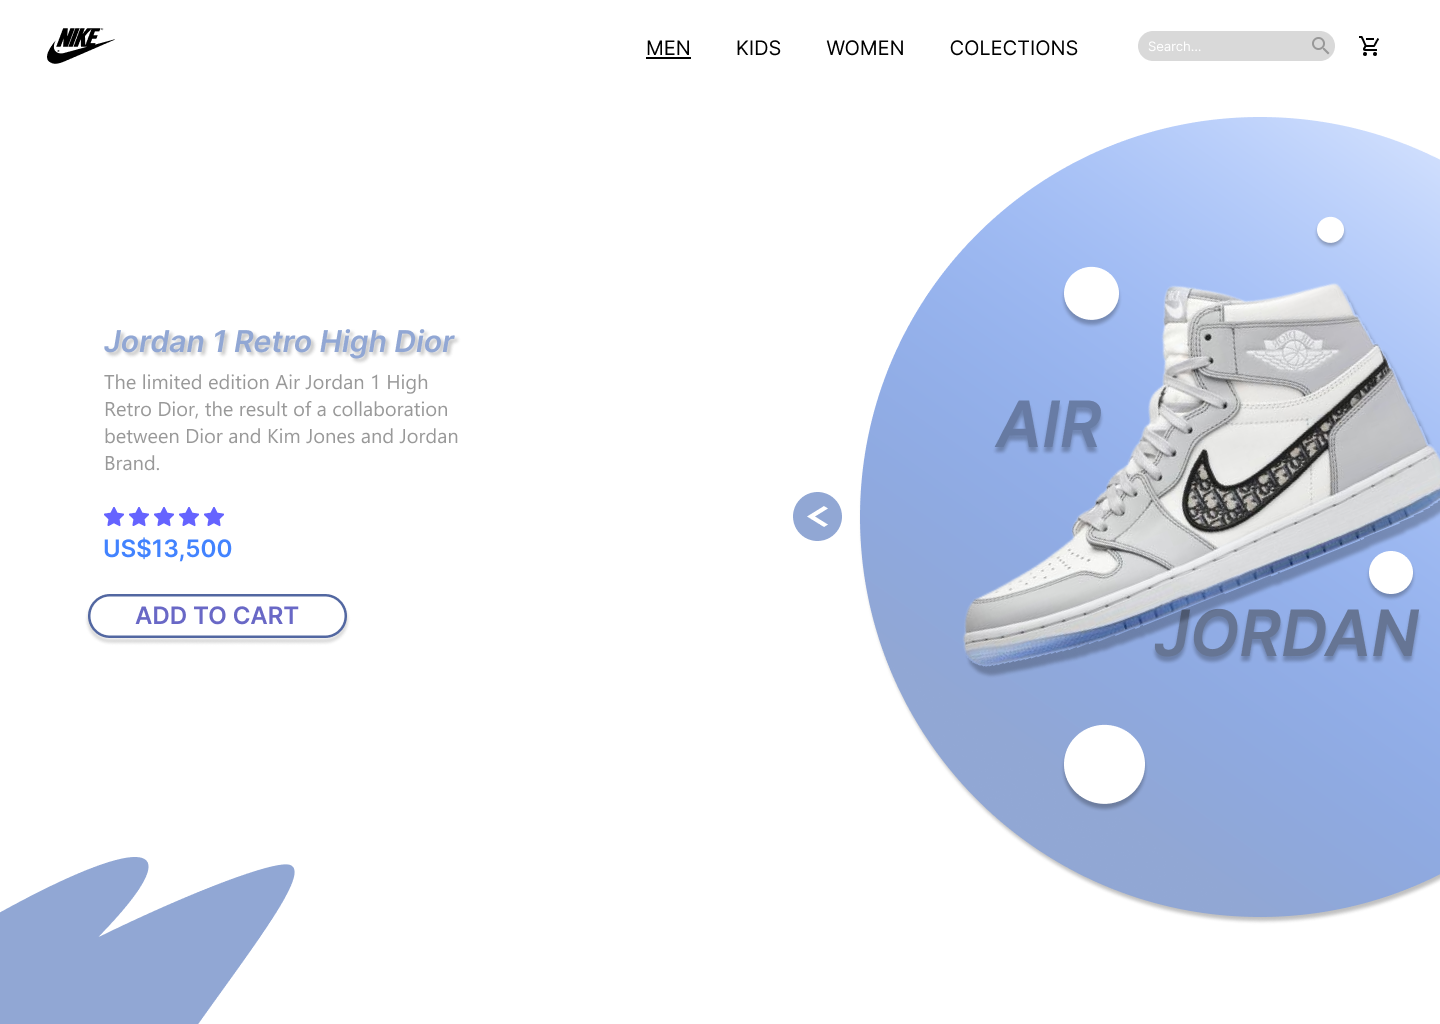 NIKE
MEN KIDS WOMEN COLECTIONS Search...
Jordan 1 Retro High Dior
The limited edition Air Jordan 1 High
Retro Dior, the result of a collaboration
between Dior and Kim Jones and Jordan
Brand.
US$13,500
ADD TO CART
<
AIR
JORDAN